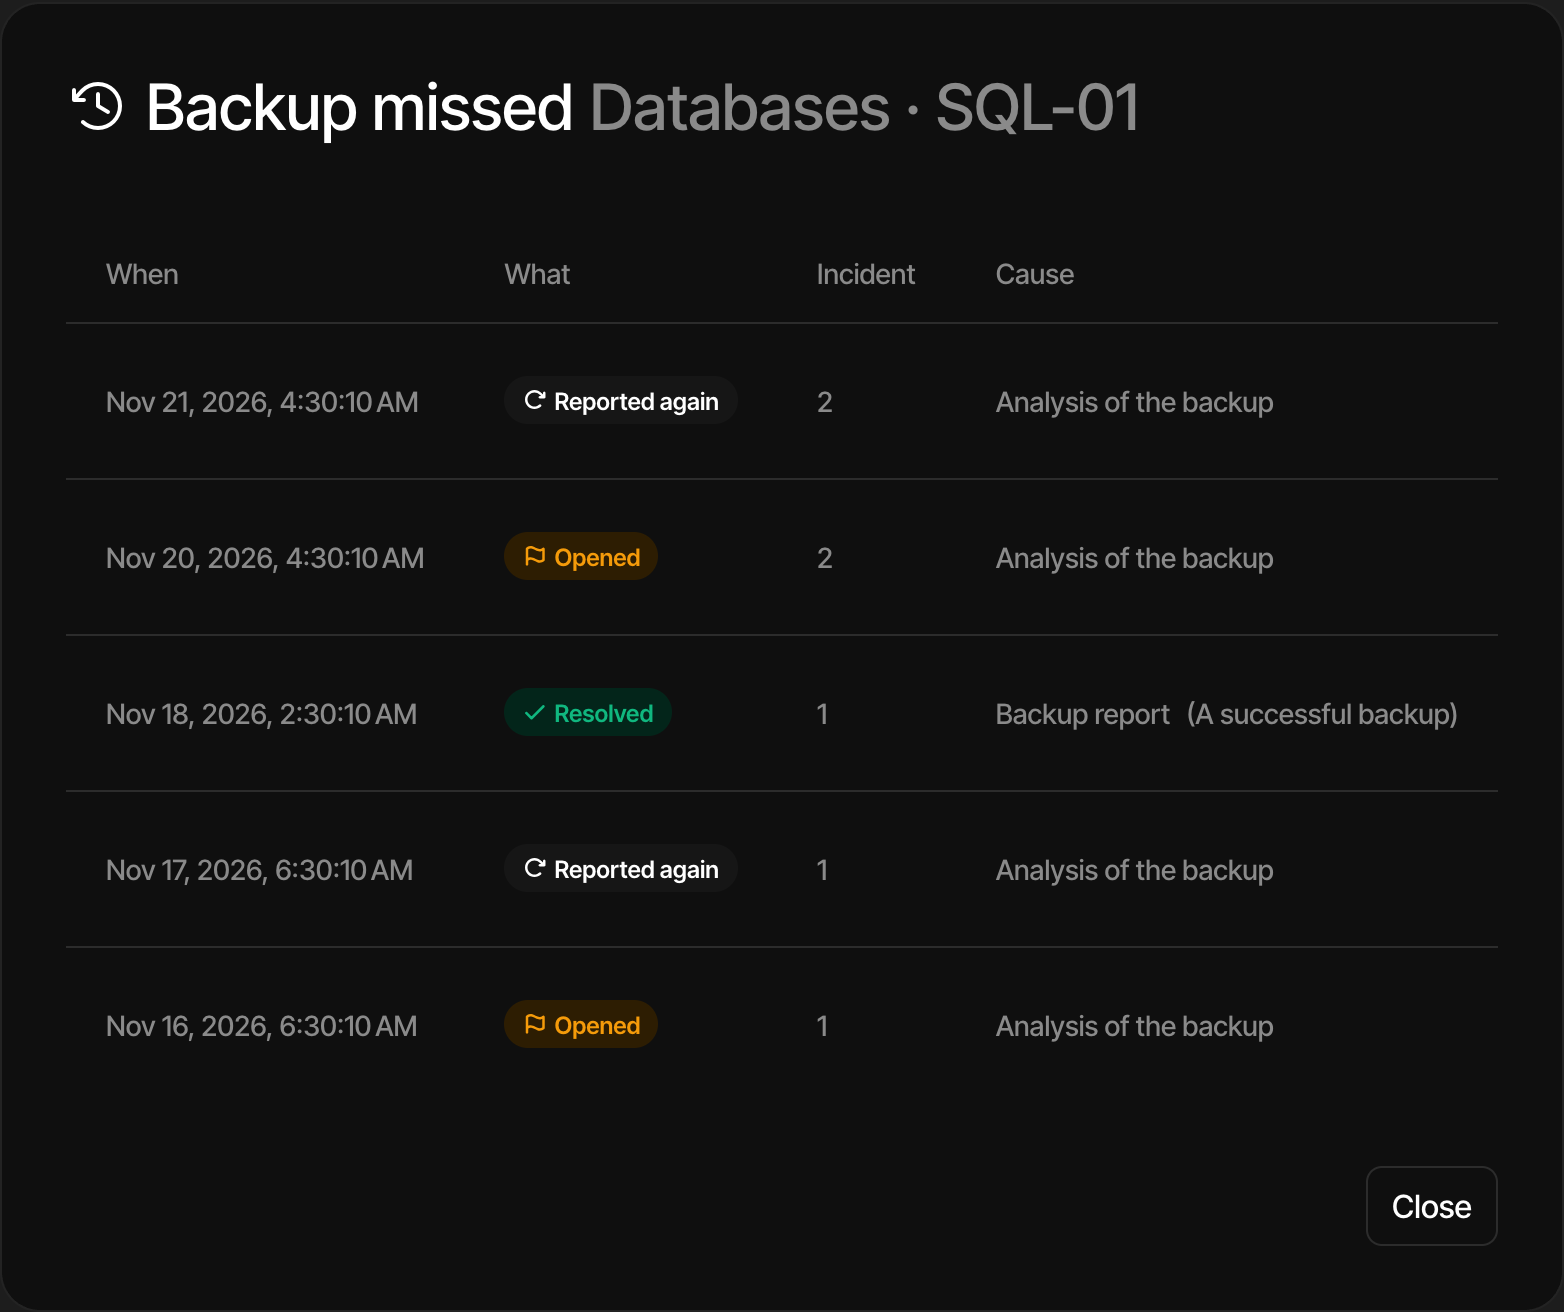 Backup missed Databases · SQL-01
When What Incident Cause
Nov 21, 2026, 4:30:10 AM Reported again 2 Analysis of the backup
Nov 20, 2026, 4:30:10 AM Opened 2 Analysis of the backup
Nov 18, 2026, 2:30:10 AM Resolved 1 Backup report (A successful backup)
Nov 17, 2026, 6:30:10 AM Reported again 1 Analysis of the backup
Nov 16, 2026, 6:30:10 AM Opened 1 Analysis of the backup
Close